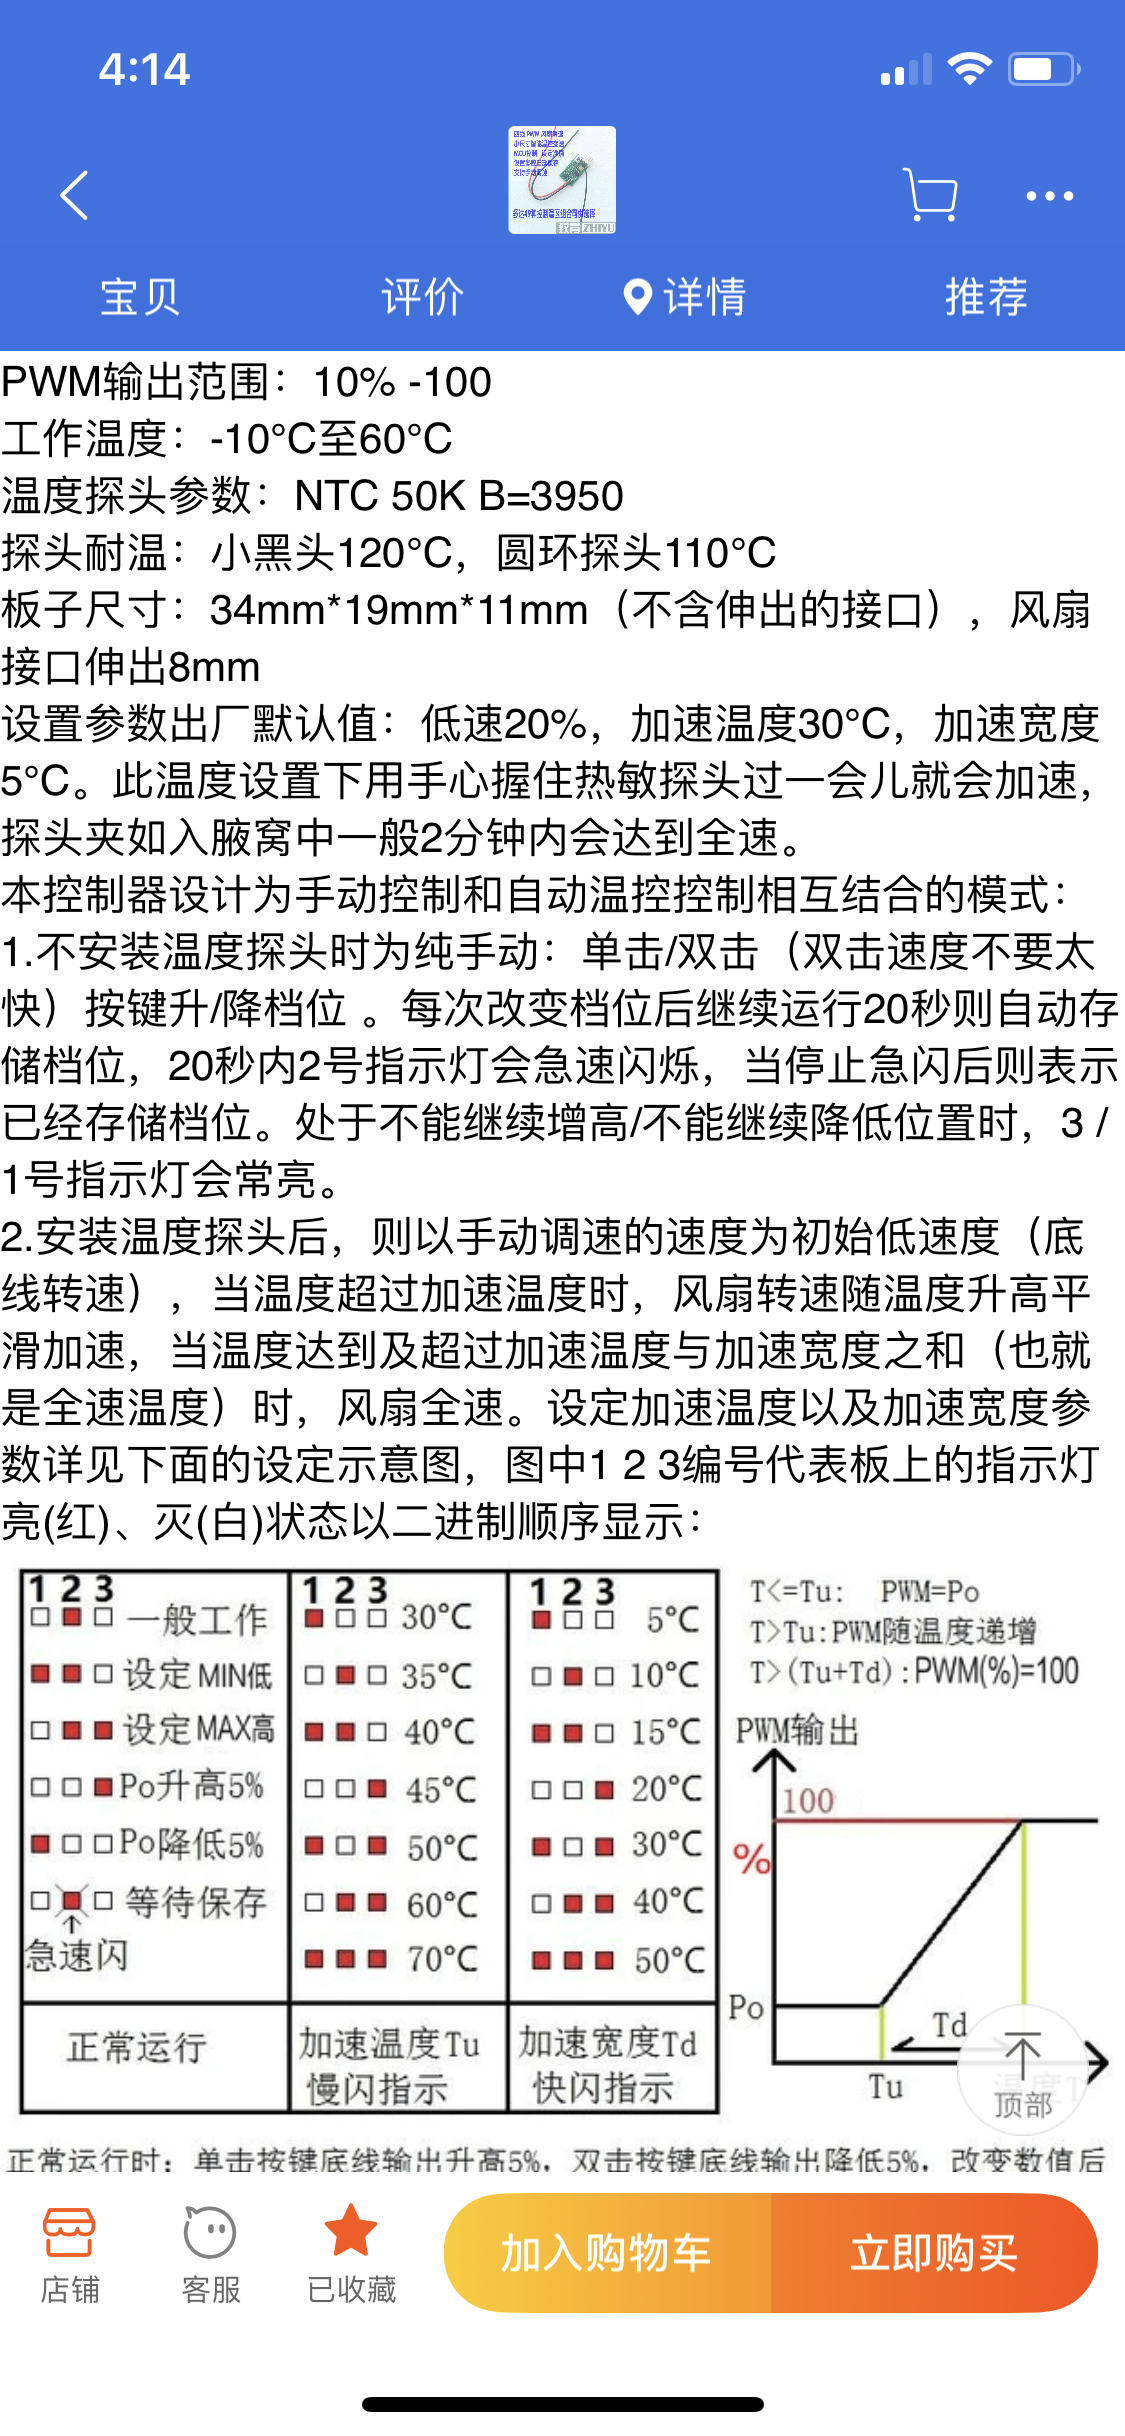 4:14
ZHIYU
宝贝 评价 详情 推荐
PWM输出范围：10% -100
工作温度：-10°C至60°C
温度探头参数：NTC 50K B=3950
探头耐温：小黑头120°C，圆环探头110°C
板子尺寸：34mm*19mm*11mm（不含伸出的接口），风扇
接口伸出8mm
设置参数出厂默认值：低速20%，加速温度30°C，加速宽度
5°C。此温度设置下用手心握住热敏探头过一会儿就会加速，
探头夹如入腋窝中一般2分钟内会达到全速。
本控制器设计为手动控制和自动温控控制相互结合的模式：
1.不安装温度探头时为纯手动：单击/双击（双击速度不要太
快）按键升/降档位 。每次改变档位后继续运行20秒则自动存
储档位，20秒内2号指示灯会急速闪烁，当停止急闪后则表示
已经存储档位。处于不能继续增高/不能继续降低位置时，3 /
1号指示灯会常亮。
2.安装温度探头后，则以手动调速的速度为初始低速度（底
线转速），当温度超过加速温度时，风扇转速随温度升高平
滑加速，当温度达到及超过加速温度与加速宽度之和（也就
是全速温度）时，风扇全速。设定加速温度以及加速宽度参
数详见下面的设定示意图，图中1 2 3编号代表板上的指示灯
亮(红)、灭(白)状态以二进制顺序显示：
1 2 3
一般工作
设定MIN低
设定MAX高
Po升高5%
Po降低5%
等待保存
急速闪
正常运行
1 2 3
30°C
35°C
40°C
45°C
50°C
60°C
70°C
加速温度Tu
慢闪指示
1 2 3
5°C
10°C
15°C
20°C
30°C
40°C
50°C
加速宽度Td
快闪指示
T<=Tu: PWM=Po
T>Tu:PWM随温度递增
T>(Tu+Td):PWM(%)=100
PWM输出
100
%
Po
Td
Tu
温度T
顶部
正常运行时：单击按键底线输出升高5%，双击按键底线输出降低5%，改变数值后
店铺 客服 已收藏 加入购物车 立即购买